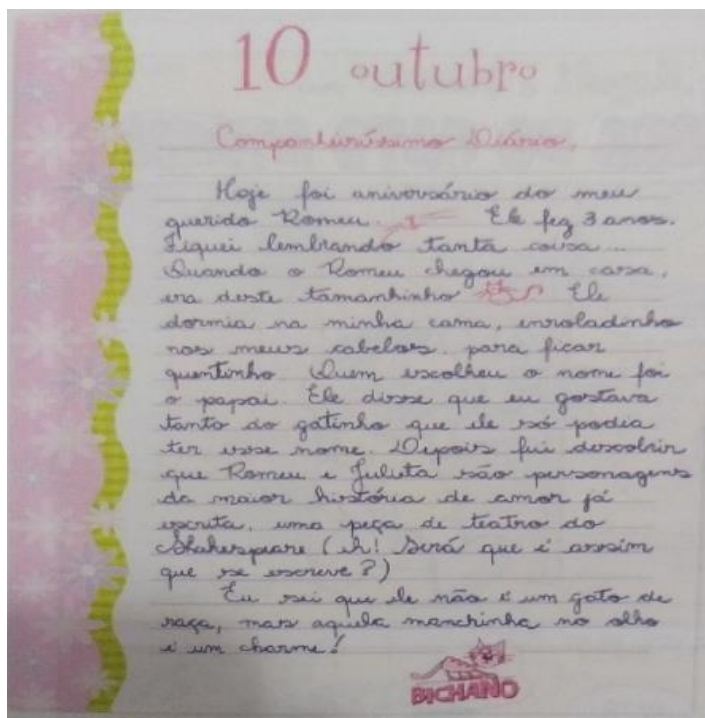 10 outubro
Companheiríssimo Diário,
Hoje foi aniversário do meu
querido Romeu. Ele fez 3 anos.
Fiquei lembrando tanta coisa...
Quando o Romeu chegou em casa,
era deste tamanhinho Ele
dormia na minha cama, enroladinho
nos meus cabelos, para ficar
quentinho. Quem escolheu o nome foi
o papai. Ele disse que eu gostava
tanto do gatinho que ele só podia
ter esse nome. Depois fui descobrir
que Romeu e Julieta são personagens
da maior história de amor já
escrita, uma peça de teatro do
Shakespeare (ih! Será que é assim
que se escreve?)
Eu sei que ele não é um gato de
raça, mas aquela manchinha no olho
é um charme!
BICHANO